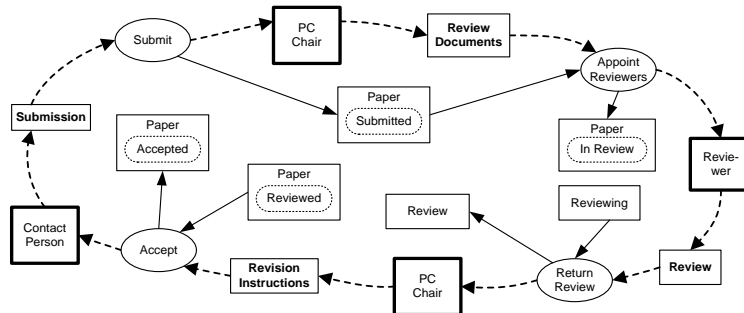 Submit
PC
Chair
Review
Documents
Appoint
Reviewers
Submission
Paper
Submitted
Paper
Accepted
Paper
In Review
Paper
Reviewed
Revie-
wer
Contact
Person
Accept
Review
Reviewing
Revision
Instructions
PC
Chair
Return
Review
Review